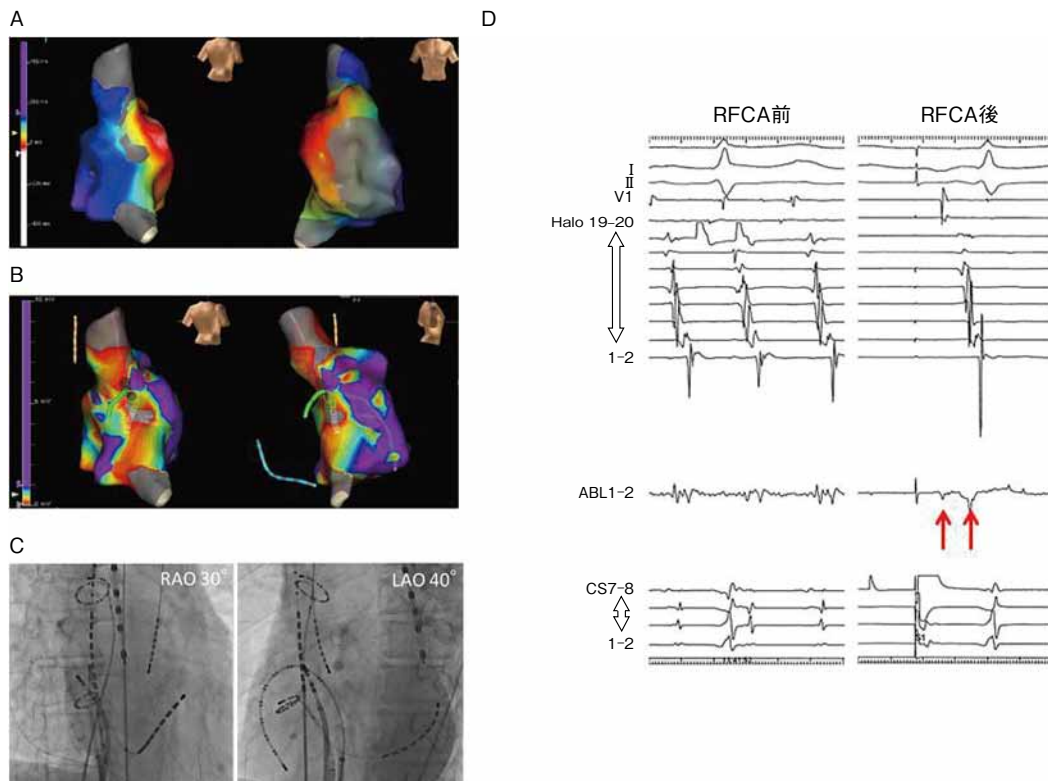 A
B
C
RAO 30°
LAO 40°
D
RFCA前
RFCA後
I
II
V1
Halo 19-20
1-2
ABL1-2
CS7-8
1-2